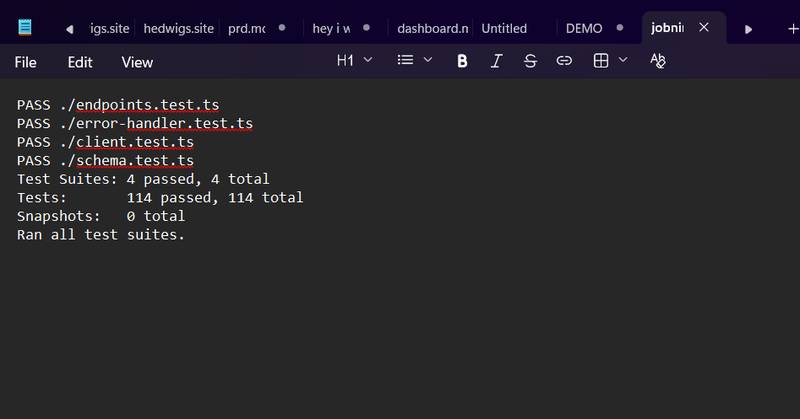 igs.site hedwigs.site prd.mc hey i w dashboard.n Untitled DEMO jobni
File Edit View H1 B I S
PASS ./endpoints.test.ts
PASS ./error-handler.test.ts
PASS ./client.test.ts
PASS ./schema.test.ts
Test Suites: 4 passed, 4 total
Tests: 114 passed, 114 total
Snapshots: 0 total
Ran all test suites.